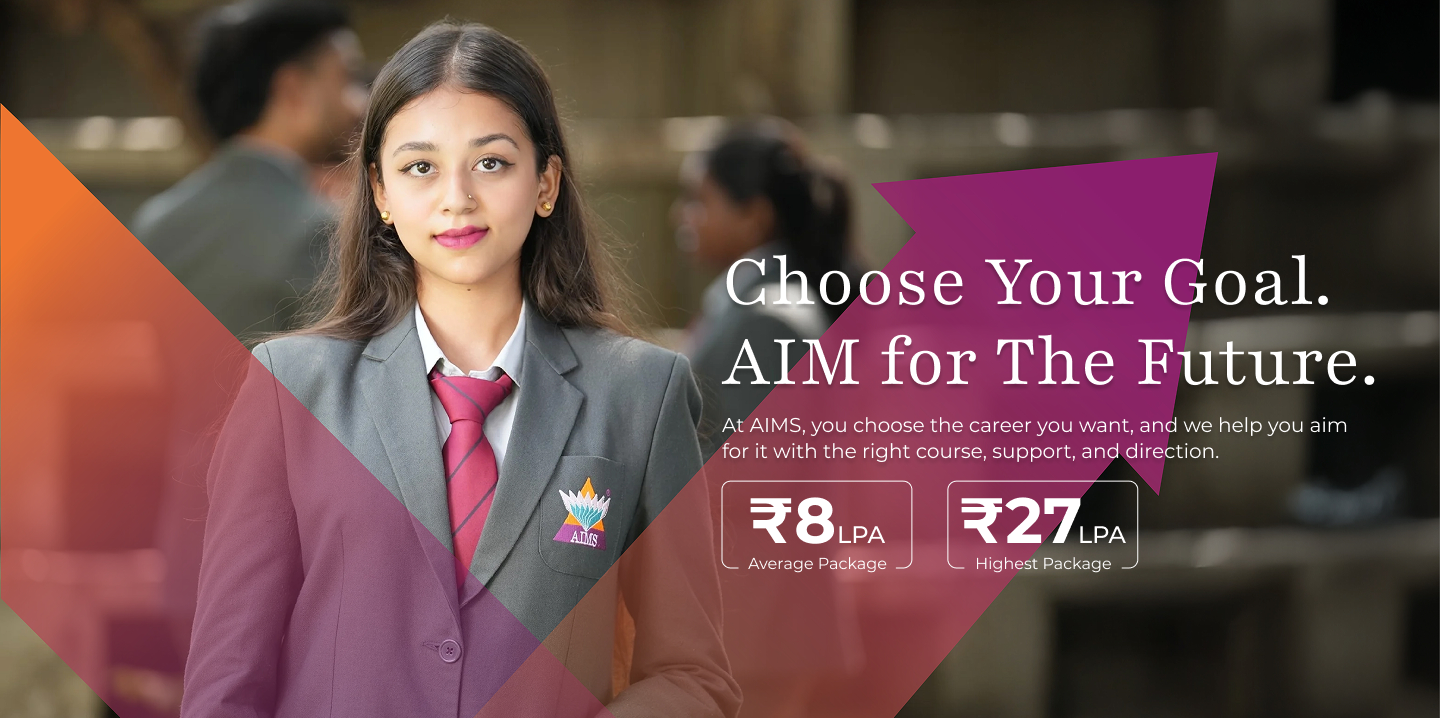 Choose Your Goal.
AIM for The Future.
At AIMS, you choose the career you want, and we help you aim
for it with the right course, support, and direction.
₹8LPA
Average Package
₹27LPA
Highest Package
AIMS